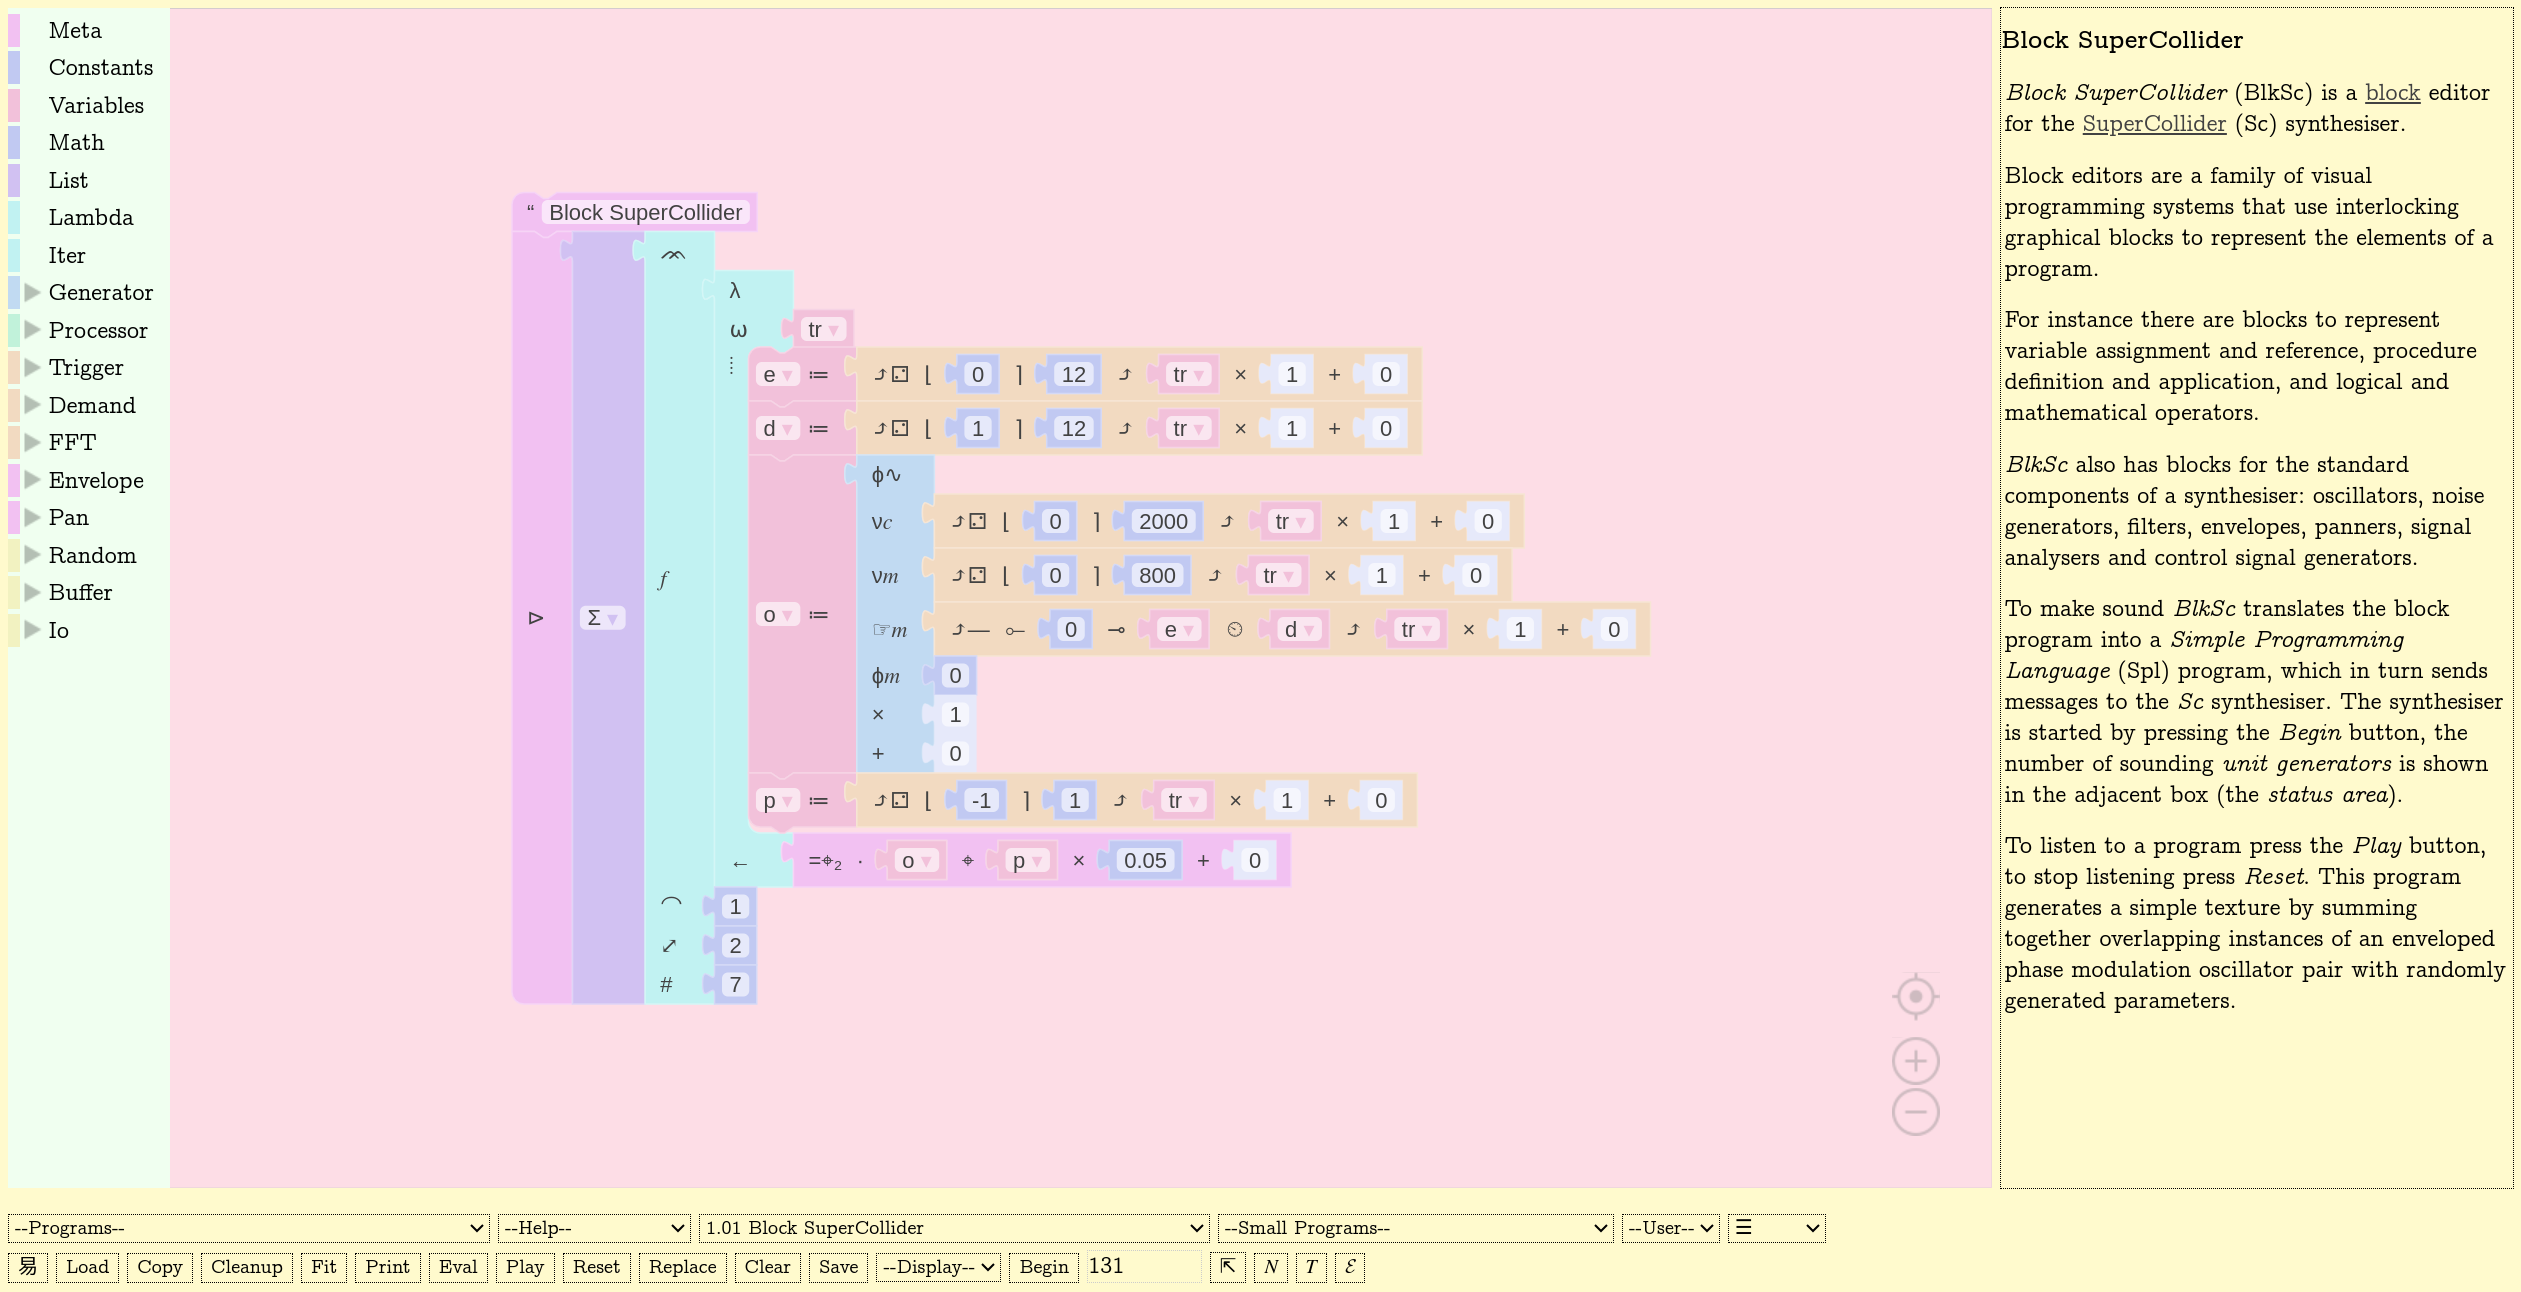 Meta
Constants
Variables
Math
List
Lambda
Iter
Generator
Processor
Trigger
Demand
FFT
Envelope
Pan
Random
Buffer
Io
“ Block SuperCollider
λ
ω tr
e ≔ ⌊ 0 ⌉ 12 tr × 1 + 0
d ≔ ⌊ 1 ⌉ 12 tr × 1 + 0
ϕ∿
νc ⌊ 0 ⌉ 2000 tr × 1 + 0
f
νm ⌊ 0 ⌉ 800 tr × 1 + 0
⊳ Σ o ≔
☞m 0 ⊸ e ⏲ d tr × 1 + 0
ϕm 0
× 1
+ 0
p ≔ ⌊ -1 ⌉ 1 tr × 1 + 0
← =⌖₂ · o ⌖ p × 0.05 + 0
⌒ 1
⤢ 2
# 7
Block SuperCollider
Block SuperCollider (BlkSc) is a block editor
for the SuperCollider (Sc) synthesiser.
Block editors are a family of visual
programming systems that use interlocking
graphical blocks to represent the elements of a
program.
For instance there are blocks to represent
variable assignment and reference, procedure
definition and application, and logical and
mathematical operators.
BlkSc also has blocks for the standard
components of a synthesiser: oscillators, noise
generators, filters, envelopes, panners, signal
analysers and control signal generators.
To make sound BlkSc translates the block
program into a Simple Programming
Language (Spl) program, which in turn sends
messages to the Sc synthesiser. The synthesiser
is started by pressing the Begin button, the
number of sounding unit generators is shown
in the adjacent box (the status area).
To listen to a program press the Play button,
to stop listening press Reset. This program
generates a simple texture by summing
together overlapping instances of an enveloped
phase modulation oscillator pair with randomly
generated parameters.
--Programs-- --Help-- 1.01 Block SuperCollider --Small Programs-- --User-- ☰
易 Load Copy Cleanup Fit Print Eval Play Reset Replace Clear Save --Display-- Begin 131 ⇱ N T ℰ